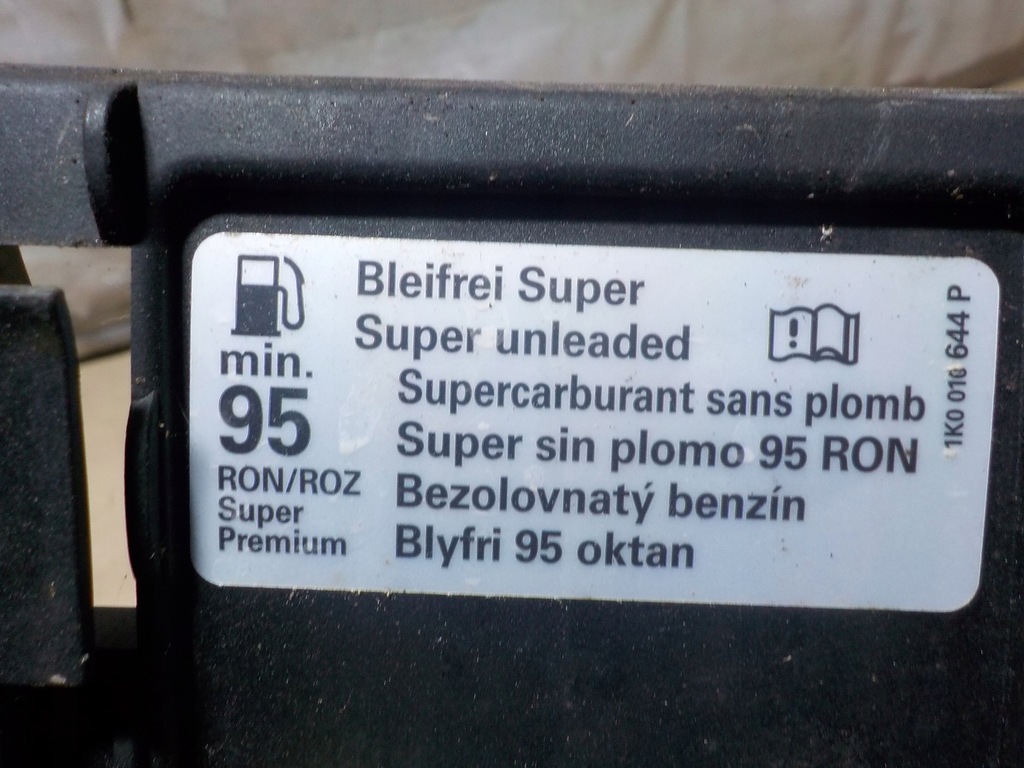 min.
95
RON/ROZ
Super
Premium
Bleifrei Super
Super unleaded
Supercarburant sans plomb
Super sin plomo 95 RON
Bezolovnatý benzín
Blyfri 95 oktan
1K0 010 644 P